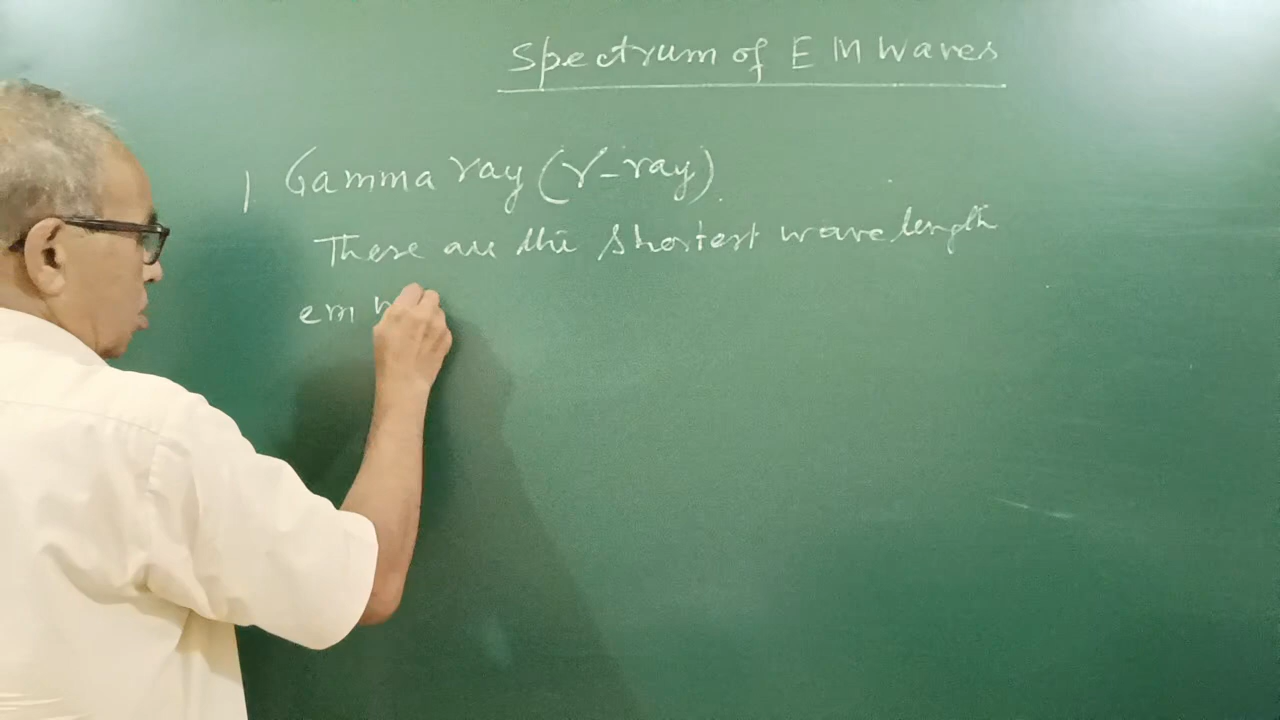 Spectrum of E M Waves
1 Gamma ray (γ-ray).
These are the shortest wavelength
em